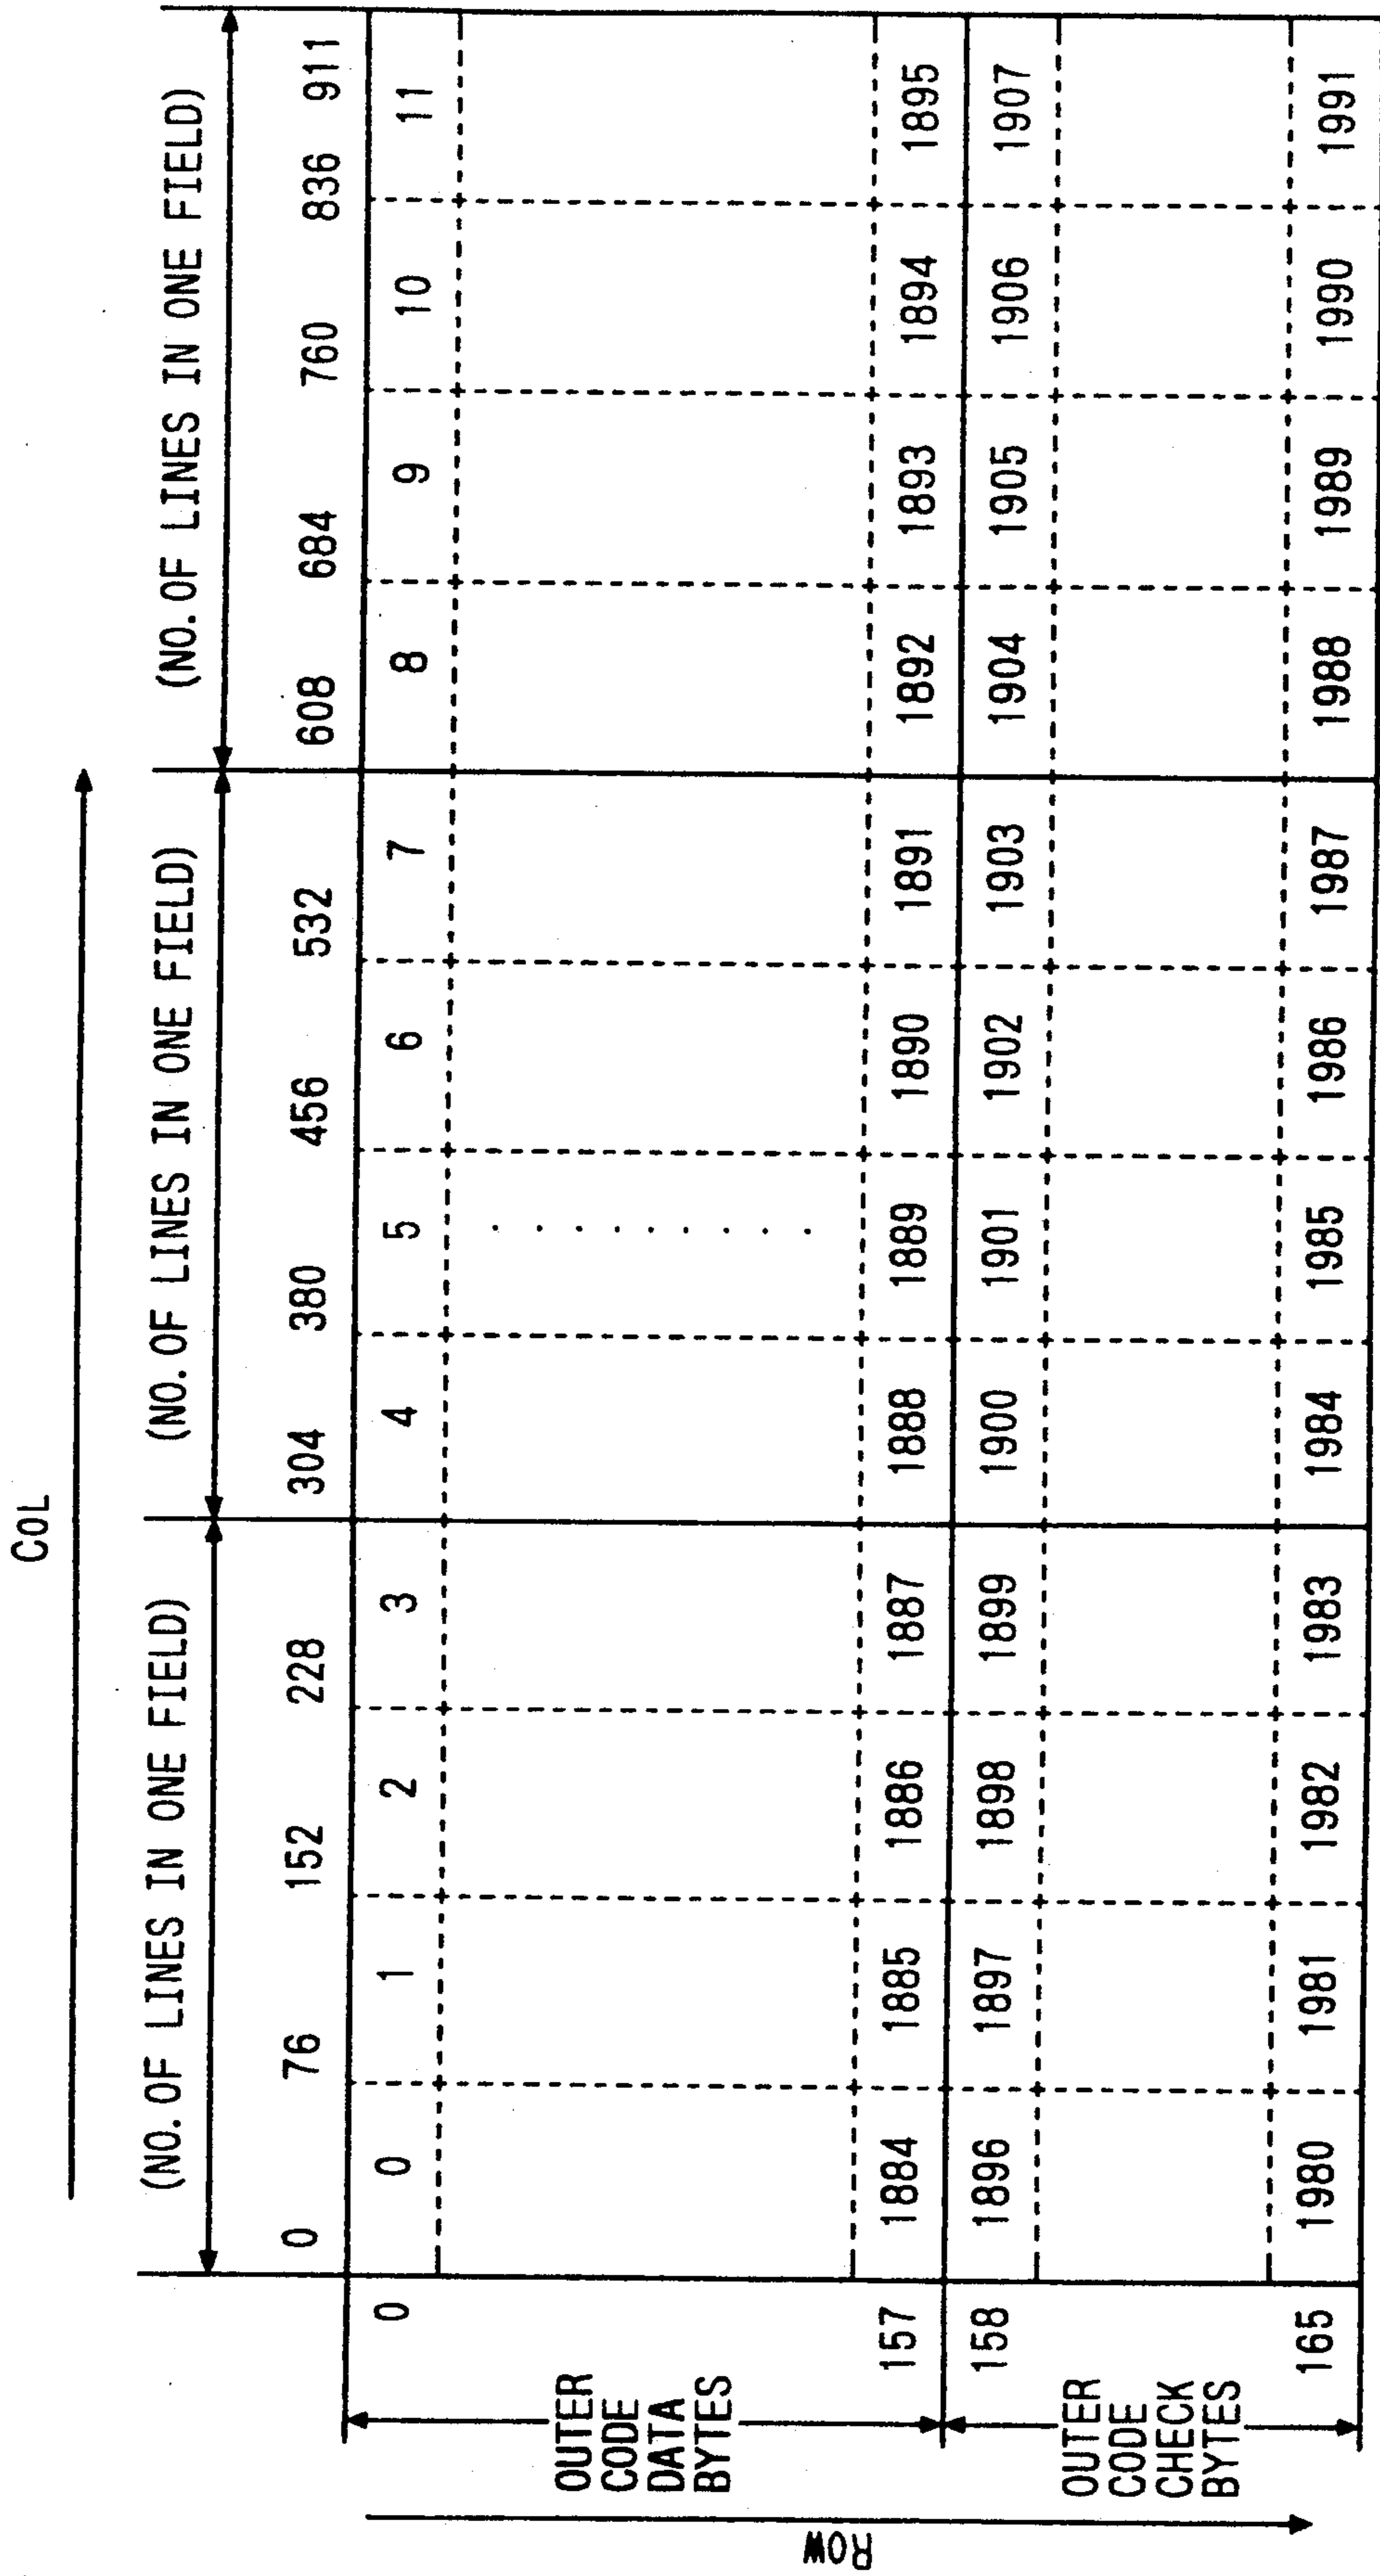 COL
(NO.OF LINES IN ONE FIELD) (NO.OF LINES IN ONE FIELD) (NO.OF LINES IN ONE FIELD)
0 76 152 228 304 380 456 532 608 684 760 836 911
0 0 1 2 3 4 5 6 7 8 9 10 11
OUTER
CODE
DATA
BYTES
. . . . . . . . .
157 1884 1885 1886 1887 1888 1889 1890 1891 1892 1893 1894 1895
158 1896 1897 1898 1899 1900 1901 1902 1903 1904 1905 1906 1907
OUTER
CODE
CHECK
BYTES
165 1980 1981 1982 1983 1984 1985 1986 1987 1988 1989 1990 1991
ROW